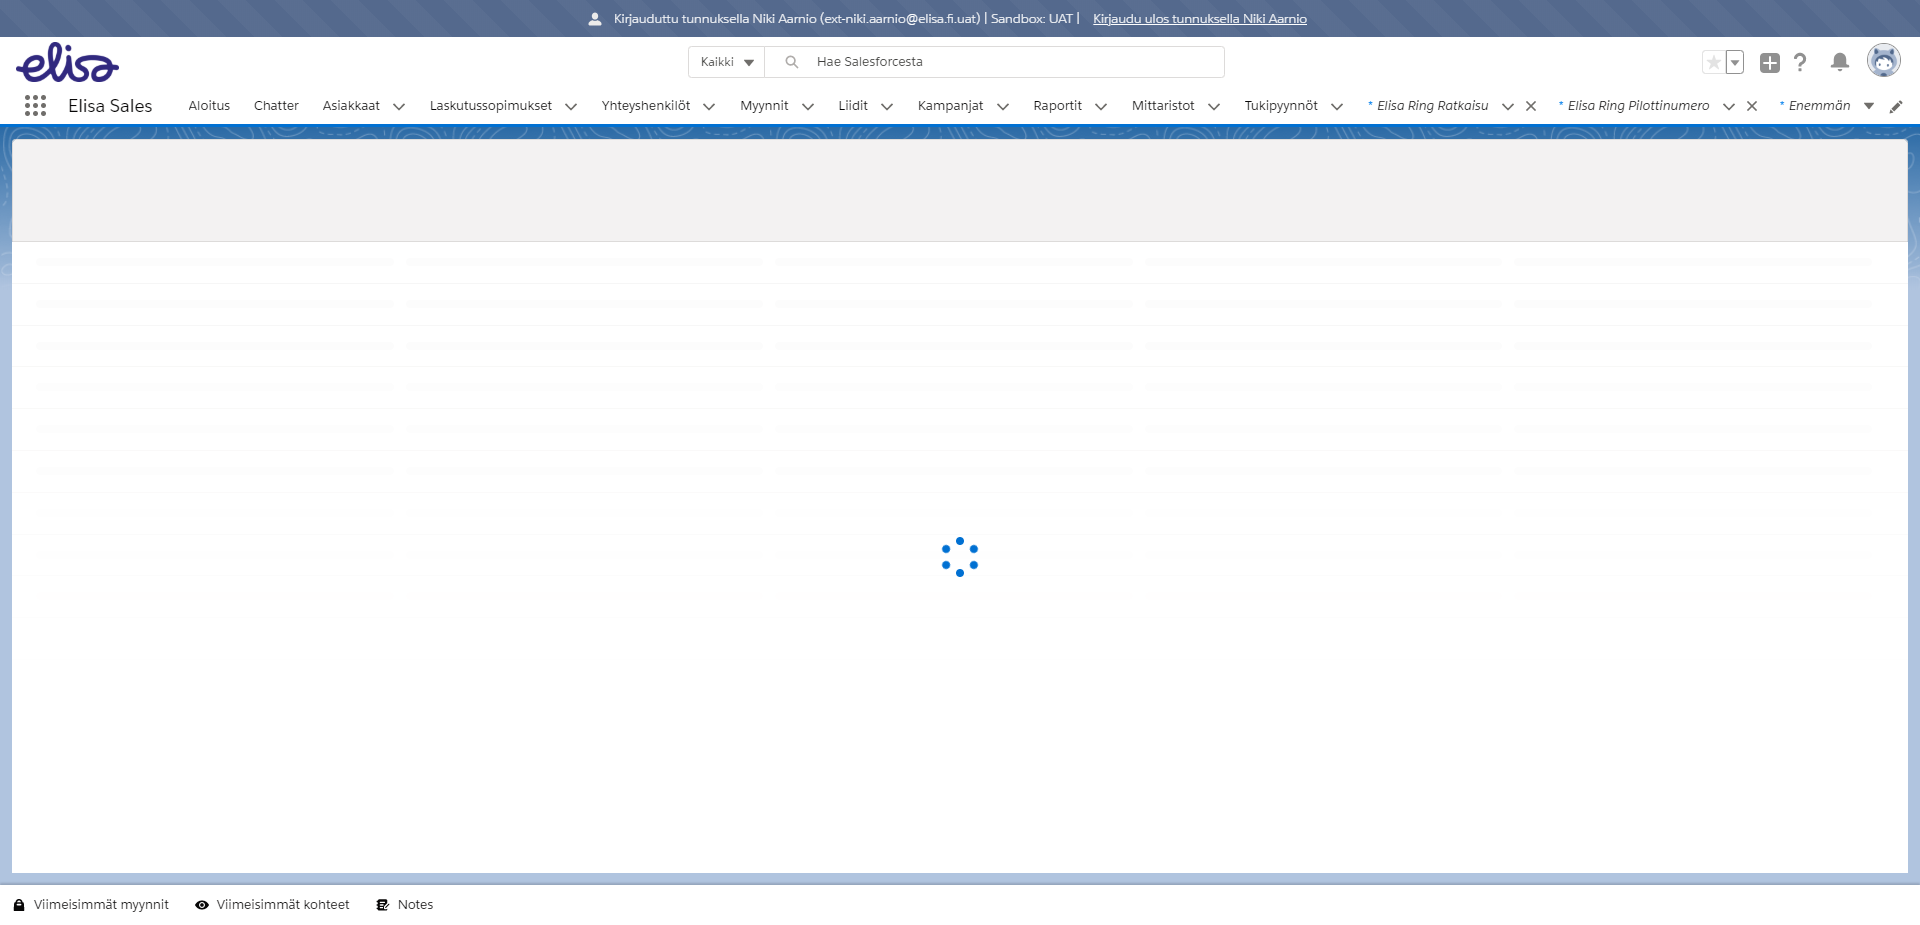 Kirjauduttu tunnuksella Niki Aarnio (ext-niki.aarnio@elisa.fi.uat) | Sandbox: UAT | Kirjaudu ulos tunnuksella Niki Aarnio
elisa
Kaikki
Hae Salesforcesta
Elisa Sales
Aloitus
Chatter
Asiakkaat
Laskutussopimukset
Yhteyshenkilöt
Myynnit
Liidit
Kampanjat
Raportit
Mittaristot
Tukipyynnöt
* Elisa Ring Ratkaisu
* Elisa Ring Pilottinumero
* Enemmän
Viimeisimmät myynnit
Viimeisimmät kohteet
Notes